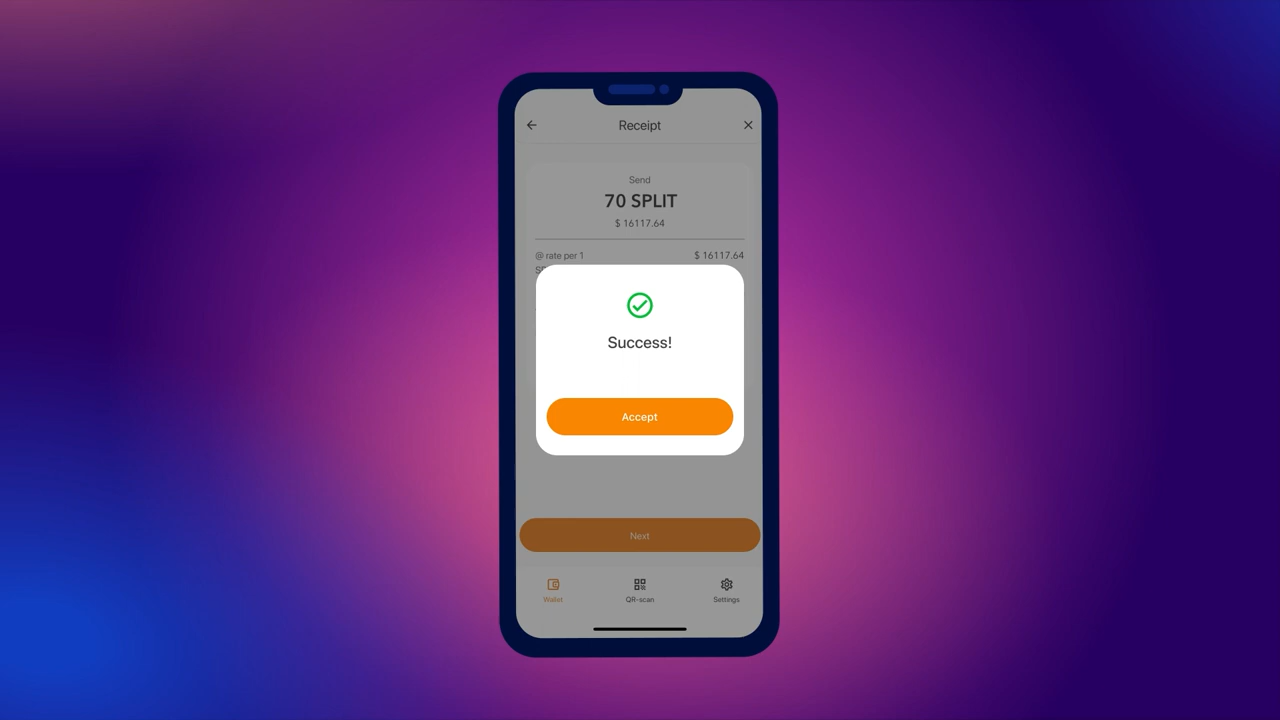 Receipt
Send
70 SPLIT
$ 16117.64
@ rate per 1
$ 16117.64
Success!
Accept
Next
Wallet
QR-scan
Settings